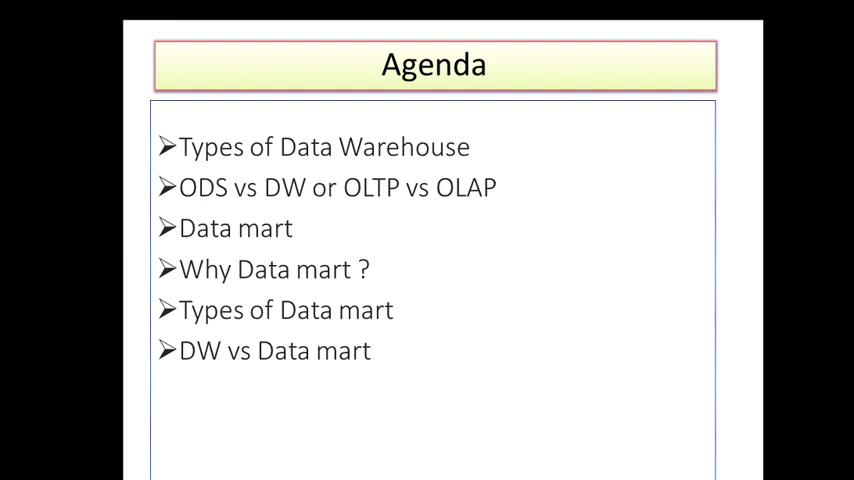 Agenda
➢Types of Data Warehouse
➢ODS vs DW or OLTP vs OLAP
➢Data mart
➢Why Data mart ?
➢Types of Data mart
➢DW vs Data mart